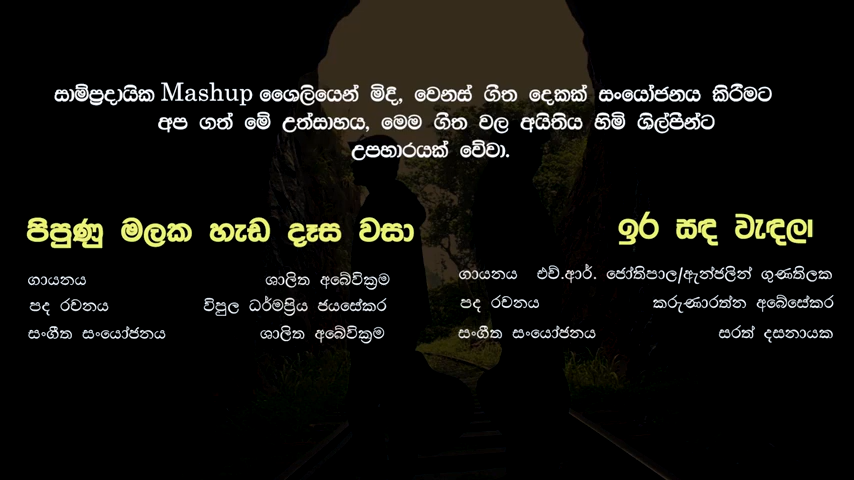 සාම්ප්‍රදායික Mashup ශෛලියෙන් මිදී, වෙනස් ගීත දෙකක් සංයෝජනය කිරීමට
අප ගත් මේ උත්සාහය, මෙම ගීත වල අයිතිය හිමි ශිල්පීන්ට
උපහාරයක් වේවා.
පිපුණු මලක හැඩ දෑස වසා
ගායනය ශාලිත අබේවික්‍රම
පද රචනය විපුල ධර්මප්‍රිය ජයසේකර
සංගීත සංයෝජනය ශාලිත අබේවික්‍රම
ඉර සඳ වැඳලා
ගායනය එච්.ආර්. ජෝතිපාල/ඇන්ජලින් ගුණතිලක
පද රචනය කරුණාරත්න අබේසේකර
සංගීත සංයෝජනය සරත් දසනායක